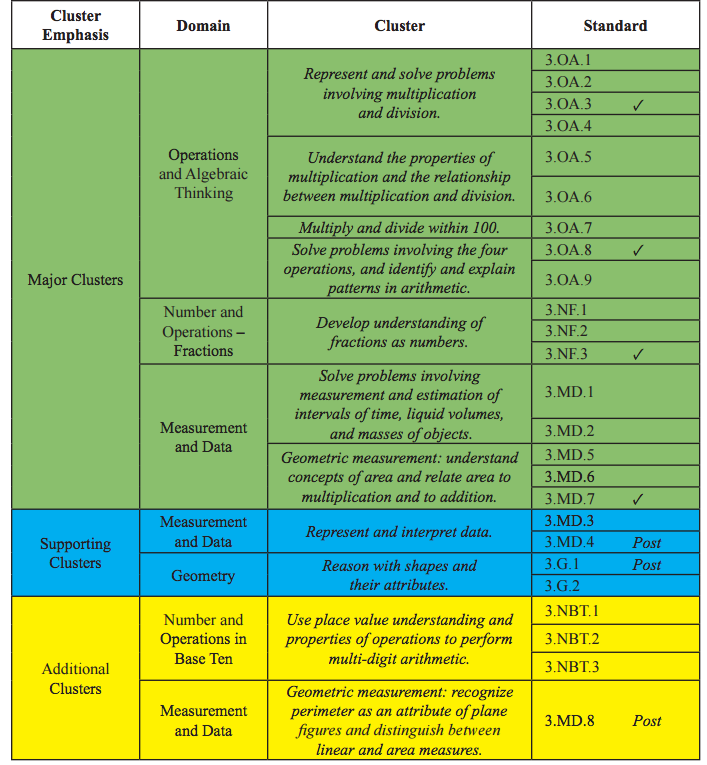 Cluster
Emphasis
Domain
Cluster
Standard
Major Clusters
Operations
and Algebraic
Thinking
Represent and solve problems
involving multiplication
and division.
3.OA.1
3.OA.2
3.OA.3 ✓
3.OA.4
Understand the properties of
multiplication and the relationship
between multiplication and division.
3.OA.5
3.OA.6
Multiply and divide within 100.
3.OA.7
Solve problems involving the four
operations, and identify and explain
patterns in arithmetic.
3.OA.8 ✓
3.OA.9
Number and
Operations –
Fractions
Develop understanding of
fractions as numbers.
3.NF.1
3.NF.2
3.NF.3 ✓
Measurement
and Data
Solve problems involving
measurement and estimation of
intervals of time, liquid volumes,
and masses of objects.
3.MD.1
3.MD.2
Geometric measurement: understand
concepts of area and relate area to
multiplication and to addition.
3.MD.5
3.MD.6
3.MD.7 ✓
Supporting
Clusters
Measurement
and Data
Represent and interpret data.
3.MD.3
3.MD.4 Post
Geometry
Reason with shapes and
their attributes.
3.G.1 Post
3.G.2
Additional
Clusters
Number and
Operations in
Base Ten
Use place value understanding and
properties of operations to perform
multi-digit arithmetic.
3.NBT.1
3.NBT.2
3.NBT.3
Measurement
and Data
Geometric measurement: recognize
perimeter as an attribute of plane
figures and distinguish between
linear and area measures.
3.MD.8 Post